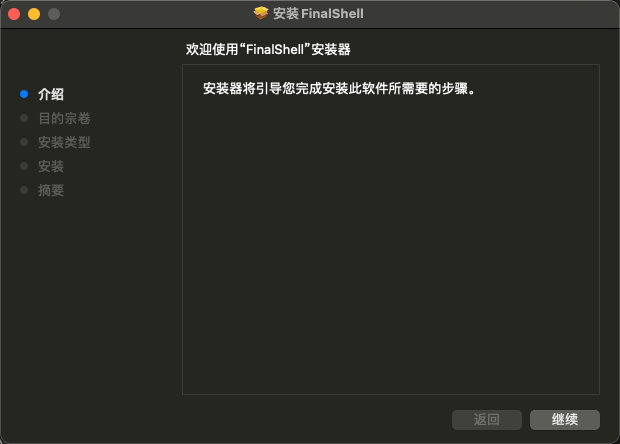 安装 FinalShell
欢迎使用“FinalShell”安装器
安装器将引导您完成安装此软件所需要的步骤。
介绍
目的宗卷
安装类型
安装
摘要
返回
继续